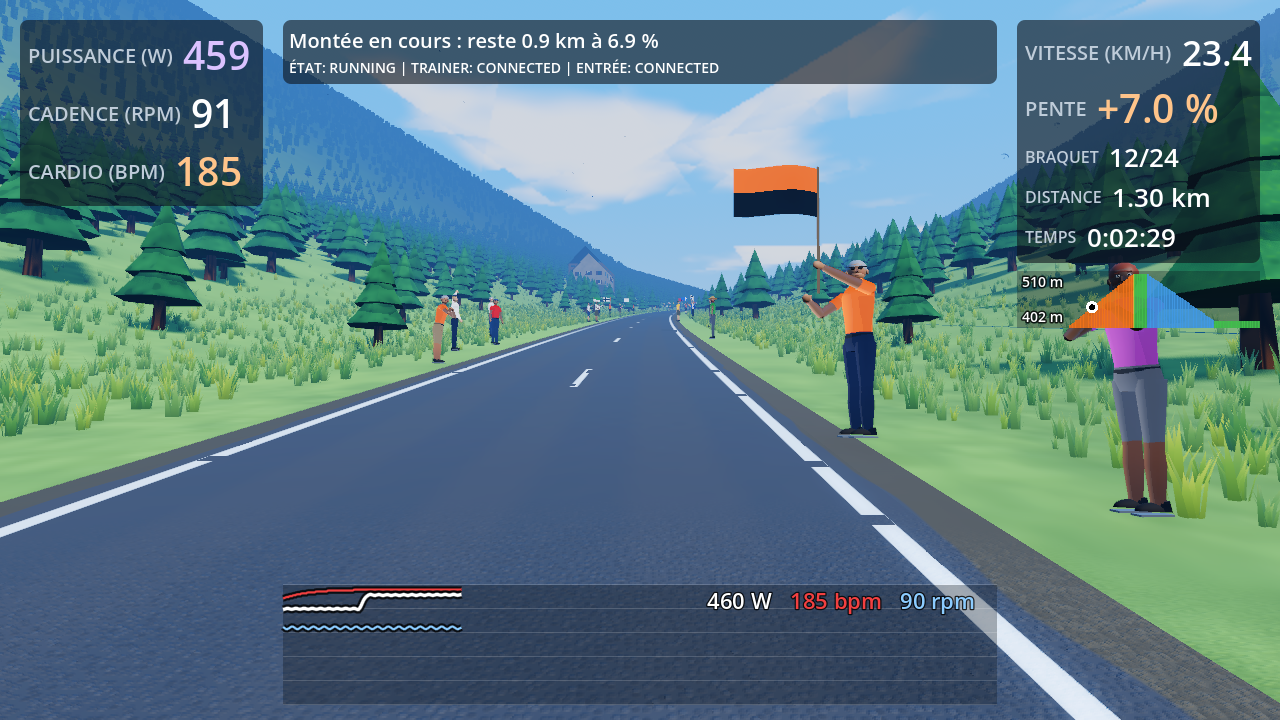 PUISSANCE (W) 459
CADENCE (RPM) 91
CARDIO (BPM) 185
Montée en cours : reste 0.9 km à 6.9 %
ÉTAT: RUNNING | TRAINER: CONNECTED | ENTRÉE: CONNECTED
VITESSE (KM/H) 23.4
PENTE +7.0 %
BRAQUET 12/24
DISTANCE 1.30 km
TEMPS 0:02:29
510 m
402 m
460 W 185 bpm 90 rpm